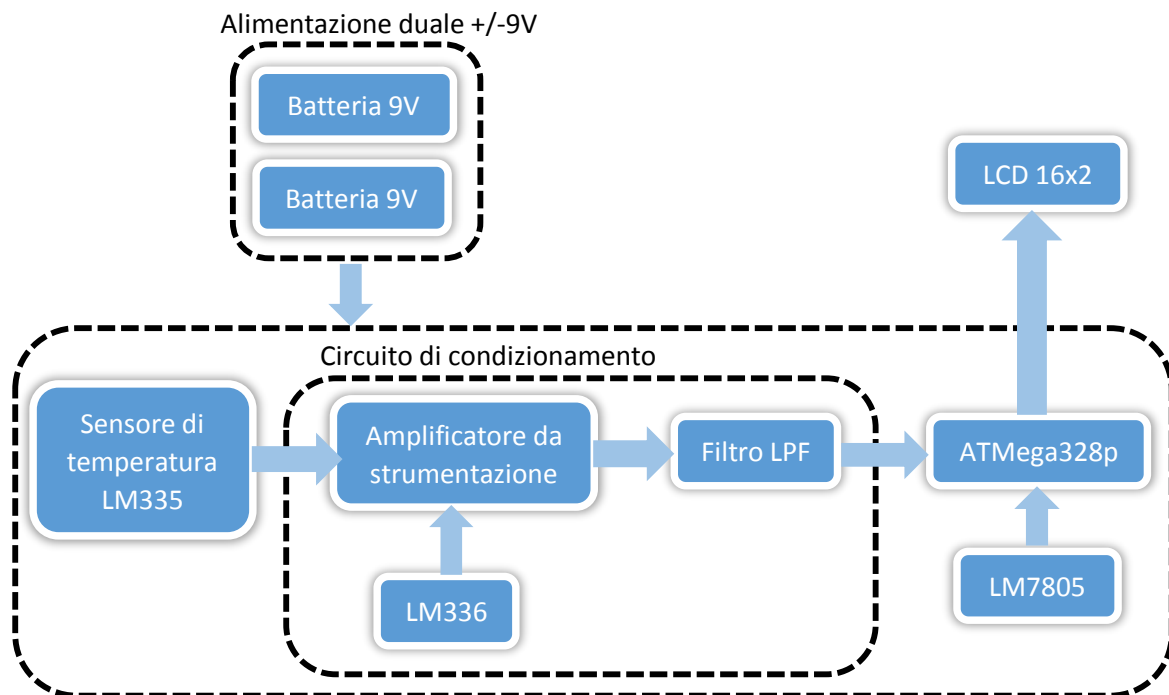 Alimentazione duale +/-9V
Batteria 9V
Batteria 9V
LCD 16x2
Circuito di condizionamento
Sensore di
temperatura
LM335
Amplificatore da
strumentazione
Filtro LPF
ATMega328p
LM336
LM7805